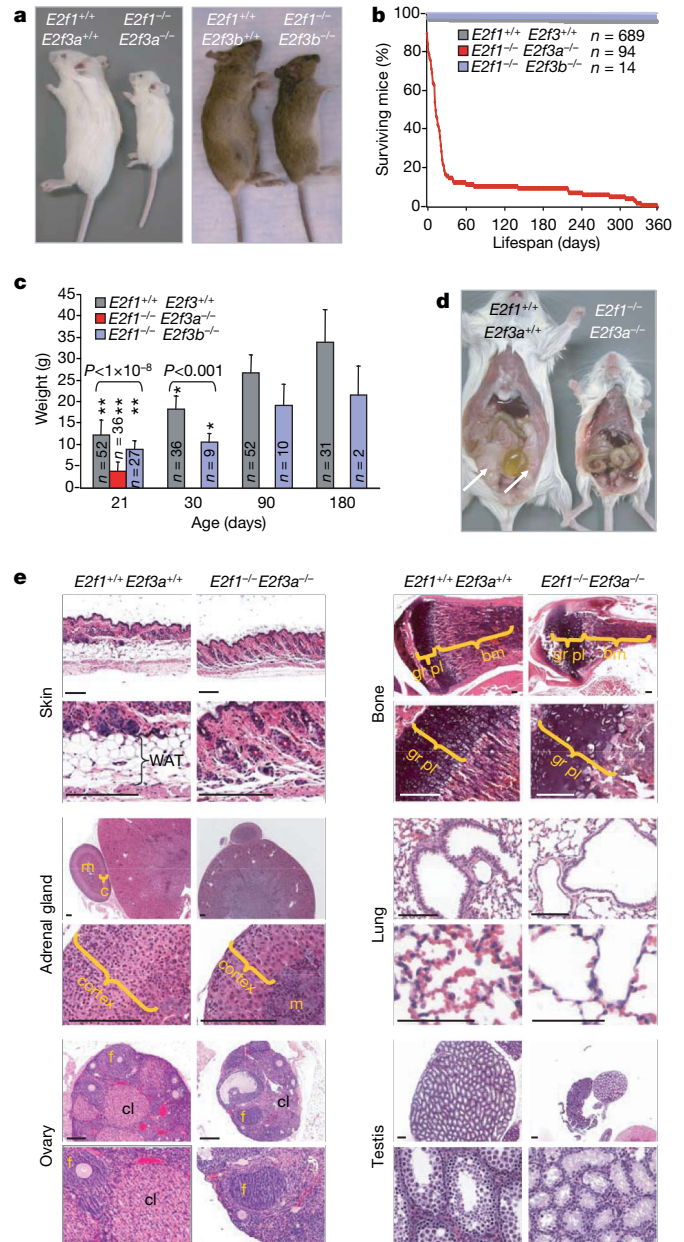 a
E2f1+/+ E2f1–/–
E2f3a+/+ E2f3a–/–
E2f1+/+ E2f1–/–
E2f3b+/+ E2f3b–/–
b
Surviving mice (%)
100
80
60
40
20
0
E2f1+/+ E2f3+/+ n = 689
E2f1–/– E2f3a–/– n = 94
E2f1–/– E2f3b–/– n = 14
0 60 120 180 240 300 360
Lifespan (days)
c
Weight (g)
45
40
35
30
25
20
15
10
5
0
E2f1+/+ E2f3+/+
E2f1–/– E2f3a–/–
E2f1–/– E2f3b–/–
P<1×10–8
P<0.001
** ** **
* *
n = 52
n = 36
n = 27
n = 36
n = 9
n = 52
n = 10
n = 31
n = 2
21 30 90 180
Age (days)
d
E2f1+/+ E2f1–/–
E2f3a+/+ E2f3a–/–
e
E2f1+/+ E2f3a+/+ E2f1–/– E2f3a–/–
E2f1+/+ E2f3a+/+ E2f1–/– E2f3a–/–
Skin
WAT
Bone
gr pl bm
gr pl bm
gr pl
gr pl
Adrenal gland
m
c
cortex
cortex
m
Lung
Ovary
f
cl
f
cl
f
cl
f
Testis